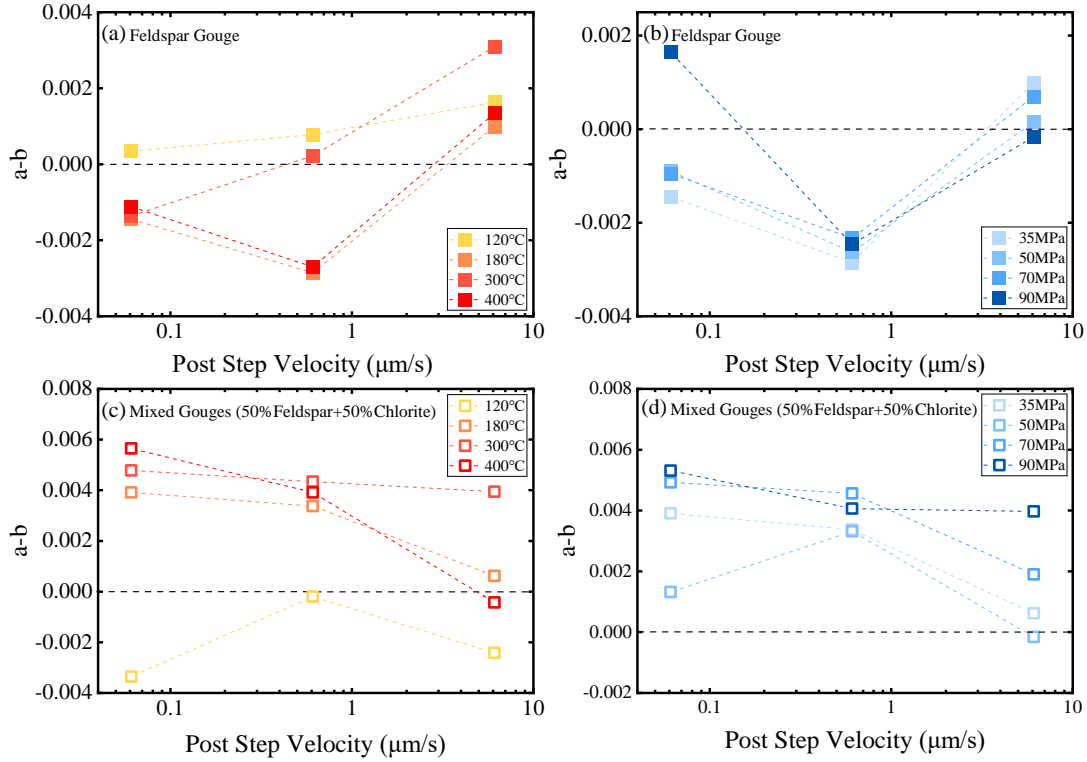 (a) Feldspar Gouge
0.004
0.002
0.000
-0.002
-0.004
a-b
120℃
180℃
300℃
400℃
0.1
1
10
Post Step Velocity (μm/s)
(b) Feldspar Gouge
0.002
0.000
-0.002
-0.004
a-b
35MPa
50MPa
70MPa
90MPa
0.1
1
10
Post Step Velocity (μm/s)
(c) Mixed Gouges (50%Feldspar+50%Chlorite)
0.008
0.006
0.004
0.002
0.000
-0.002
-0.004
a-b
120℃
180℃
300℃
400℃
0.1
1
10
Post Step Velocity (μm/s)
(d) Mixed Gouges (50%Feldspar+50%Chlorite)
0.008
0.006
0.004
0.002
0.000
-0.002
a-b
35MPa
50MPa
70MPa
90MPa
0.1
1
10
Post Step Velocity (μm/s)